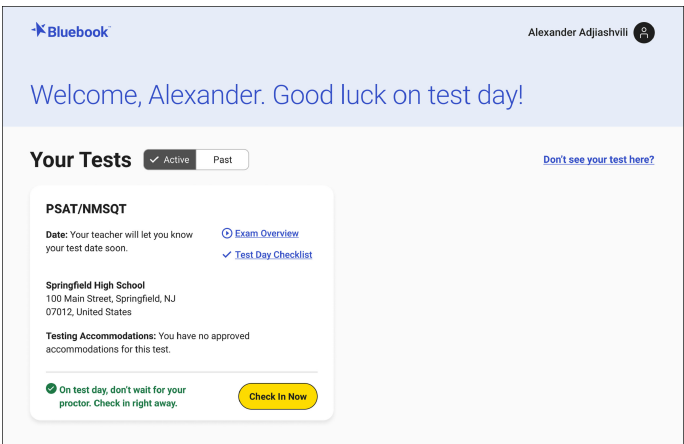 Bluebook™
Alexander Adjiashvili
Welcome, Alexander. Good luck on test day!
Your Tests
Active
Past
Don't see your test here?
PSAT/NMSQT
Date: Your teacher will let you know
your test date soon.
Exam Overview
Test Day Checklist
Springfield High School
100 Main Street, Springfield, NJ
07012, United States
Testing Accommodations: You have no approved
accommodations for this test.
On test day, don't wait for your
proctor. Check in right away.
Check In Now